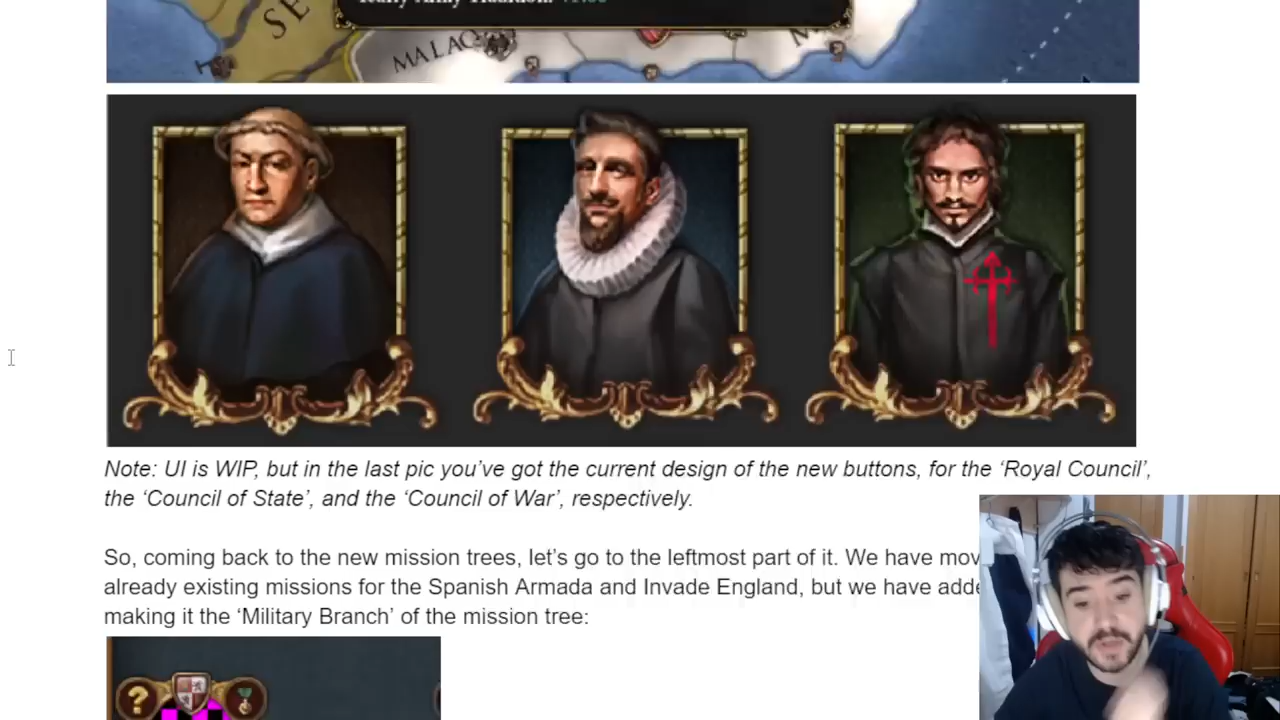 SE
MALAG
Note: UI is WIP, but in the last pic you’ve got the current design of the new buttons, for the ‘Royal Council’,
the ‘Council of State’, and the ‘Council of War’, respectively.
So, coming back to the new mission trees, let’s go to the leftmost part of it. We have mov
already existing missions for the Spanish Armada and Invade England, but we have adde
making it the ‘Military Branch’ of the mission tree:
?